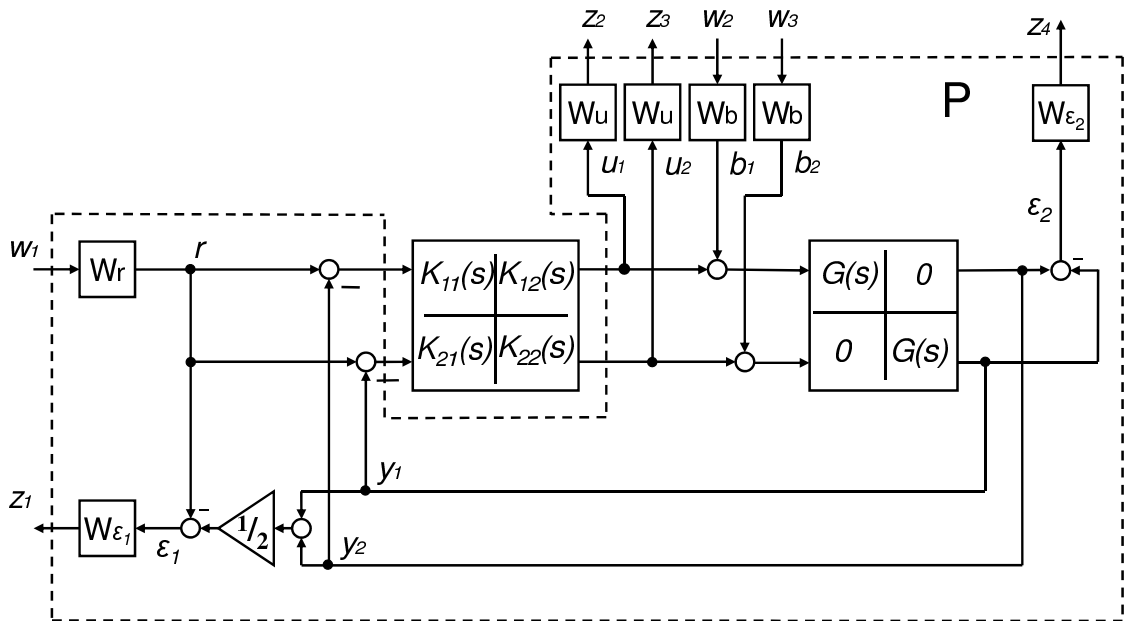 z2 z3 w2 w3 z4
Wu Wu Wb Wb P Wε2
u1 u2 b1 b2
ε2
w1 Wr r
K11(s) K12(s) G(s) 0 -
—
K21(s) K22(s) 0 G(s)
—
y1
z1 Wε1 ε1 - 1/2
y2